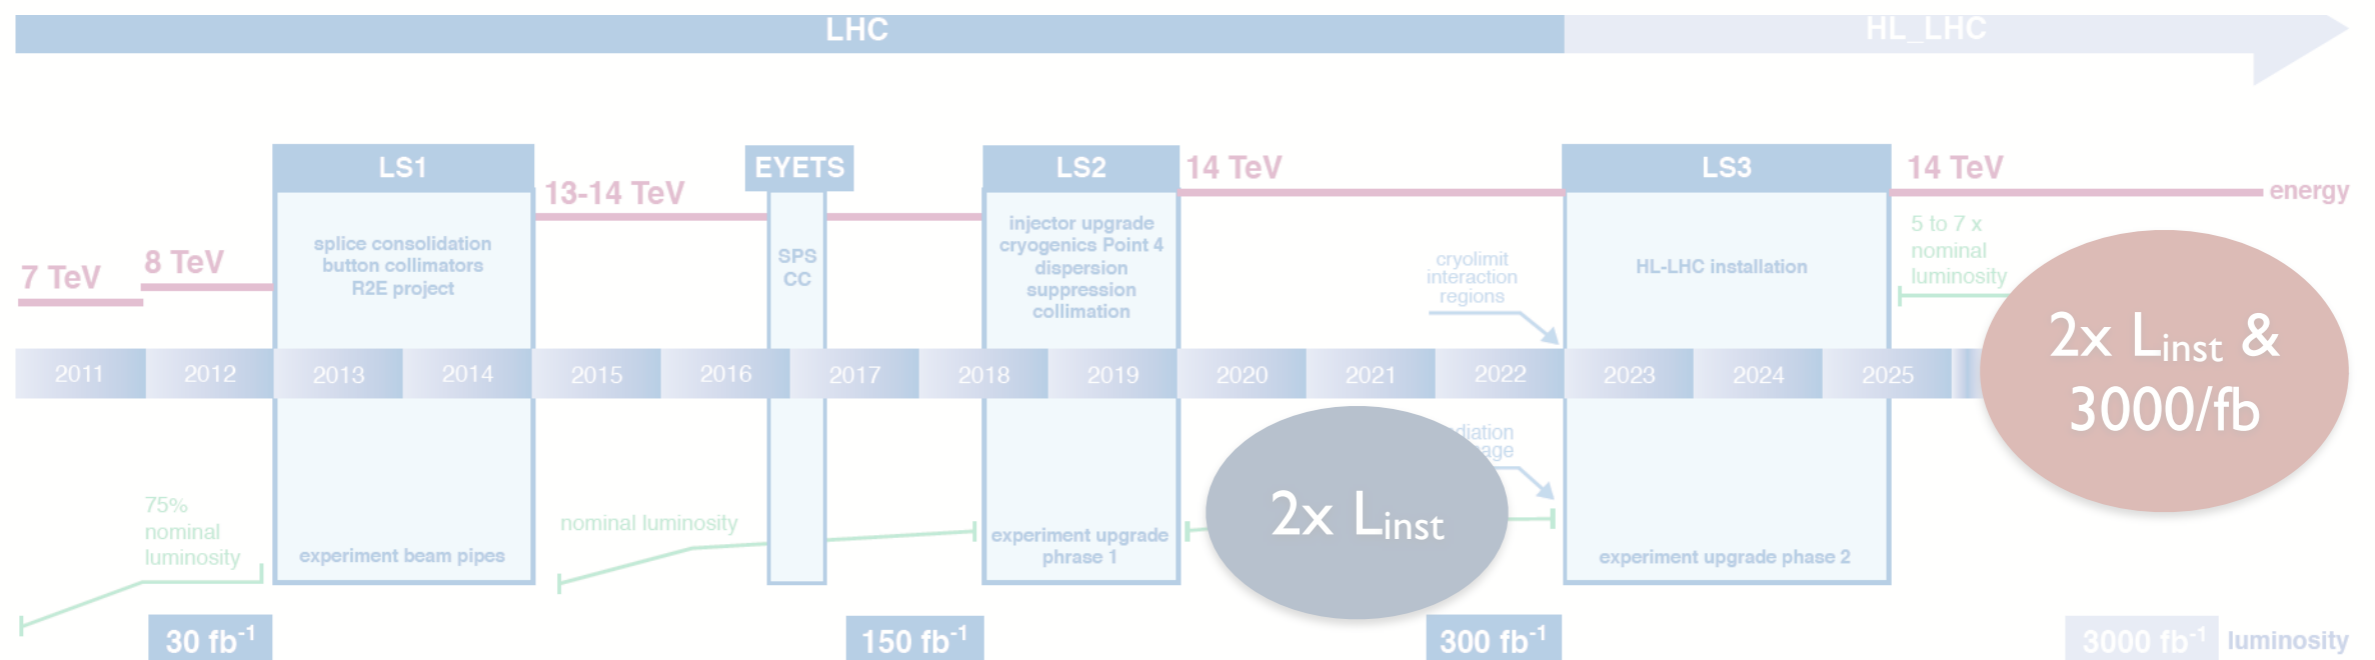 LHC
HL_LHC
LS1
EYETS
LS2
14 TeV
LS3
14 TeV
13-14 TeV
energy
7 TeV
8 TeV
splice consolidation
button collimators
R2E project
SPS
CC
injector upgrade
cryogenics Point 4
dispersion
suppression
collimation
cryolimit
interaction
regions
HL-LHC installation
5 to 7 x
nominal
luminosity
2x Linst &
3000/fb
2011 2012 2013 2014 2015 2016 2017 2018 2019 2020 2021 2022 2023 2024 2025
75%
nominal
luminosity
experiment beam pipes
nominal luminosity
experiment upgrade
phrase 1
2x Linst
experiment upgrade phase 2
30 fb-1
150 fb-1
300 fb-1
3000 fb-1
luminosity